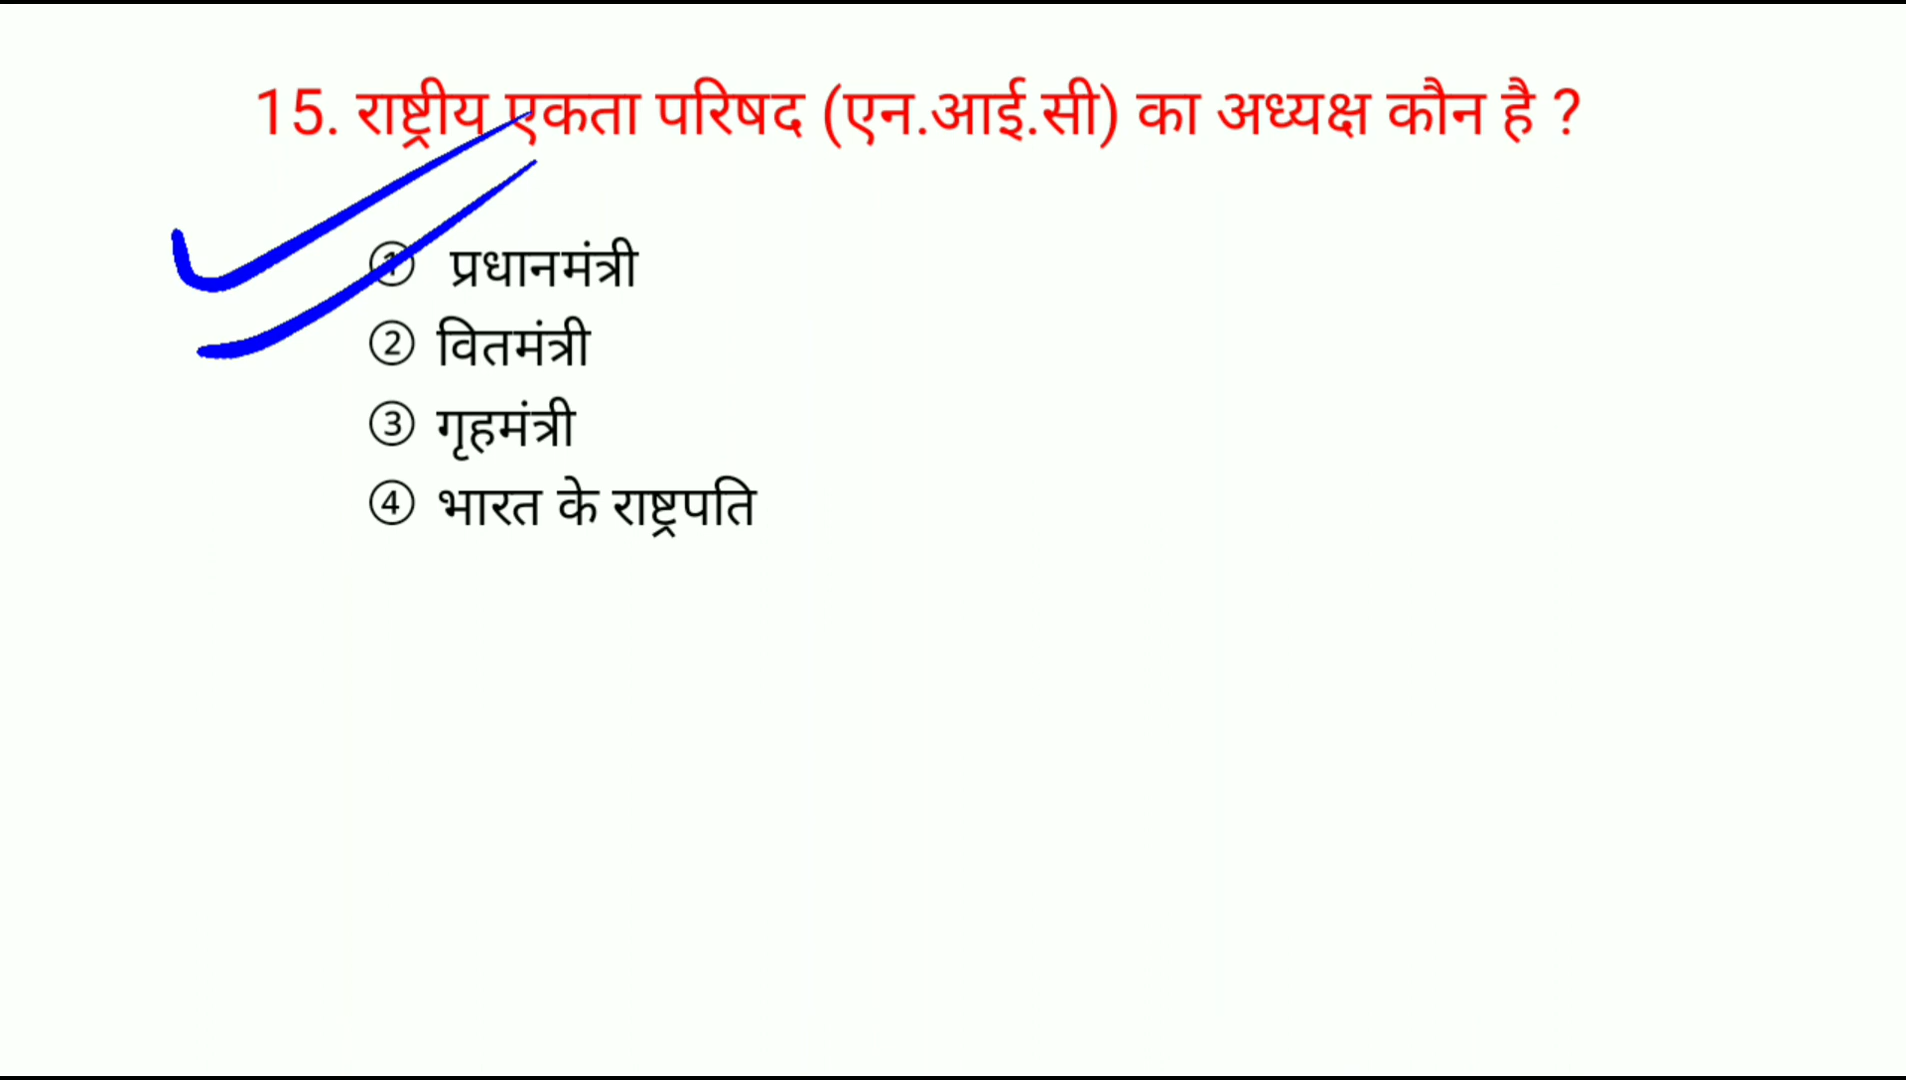 15. राष्ट्रीय एकता परिषद (एन.आई.सी) का अध्यक्ष कौन है ?
① प्रधानमंत्री
② वितमंत्री
③ गृहमंत्री
④ भारत के राष्ट्रपति